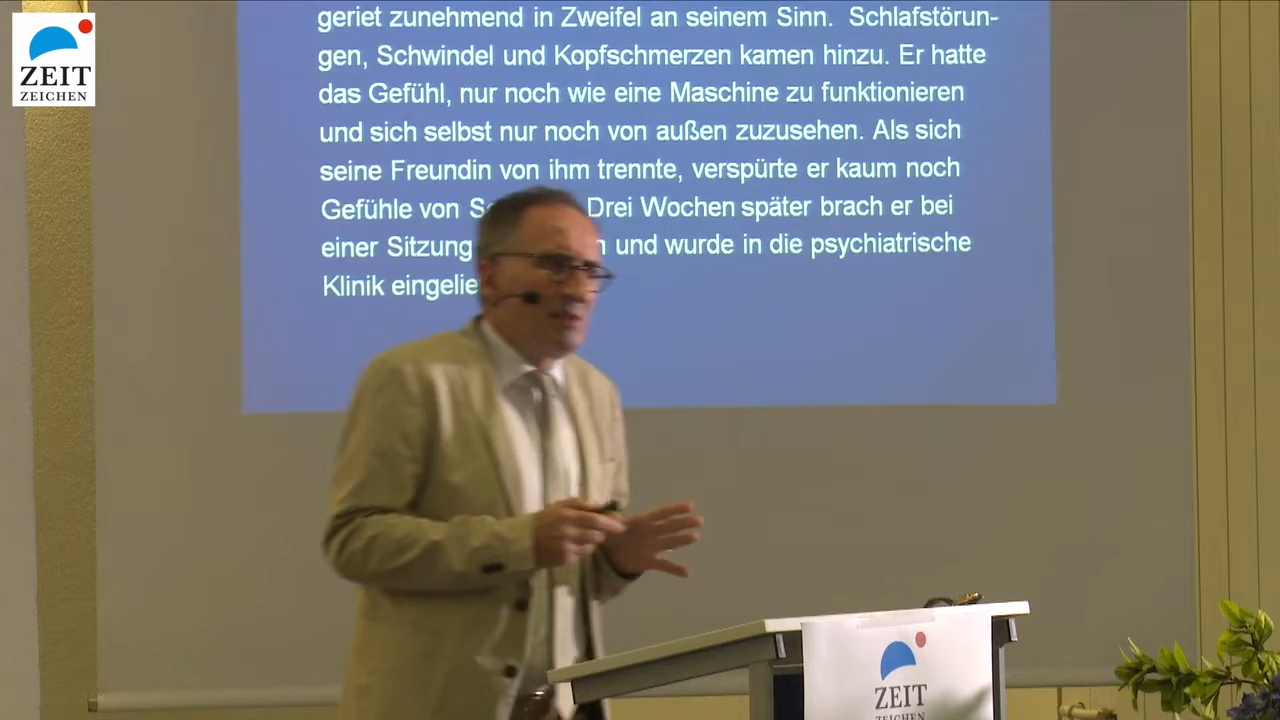 ZEIT
ZEICHEN
geriet zunehmend in Zweifel an seinem Sinn. Schlafstörun-
gen, Schwindel und Kopfschmerzen kamen hinzu. Er hatte
das Gefühl, nur noch wie eine Maschine zu funktionieren
und sich selbst nur noch von außen zuzusehen. Als sich
seine Freundin von ihm trennte, verspürte er kaum noch
Gefühle von Drei Wochen später brach er bei
einer Sitzung und wurde in die psychiatrische
Klinik
ZEIT
ZEICHEN